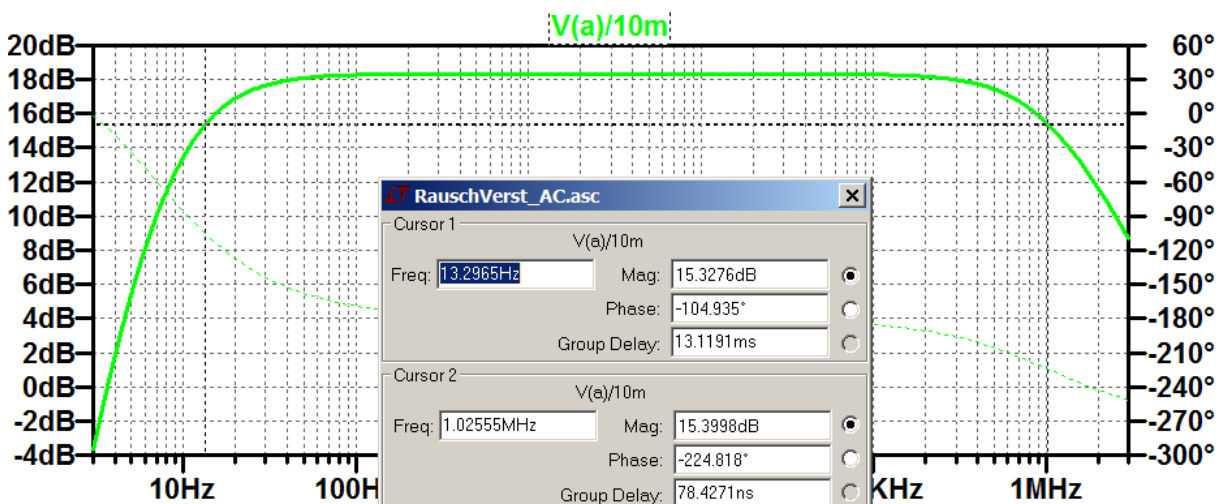 V(a)/10m
20dB 60°
18dB 30°
16dB 0°
14dB -30°
12dB -60°
10dB -90°
8dB -120°
6dB -150°
4dB -180°
2dB -210°
0dB -240°
-2dB -270°
-4dB -300°
RauschVerst_AC.asc
Cursor 1
V(a)/10m
Freq: 13.2965Hz Mag: 15.3276dB
Phase: -104.935°
Group Delay: 13.1191ms
Cursor 2
V(a)/10m
Freq: 1.02555MHz Mag: 15.3998dB
Phase: -224.818°
Group Delay: 78.4271ns
10Hz 100H KHz 1MHz